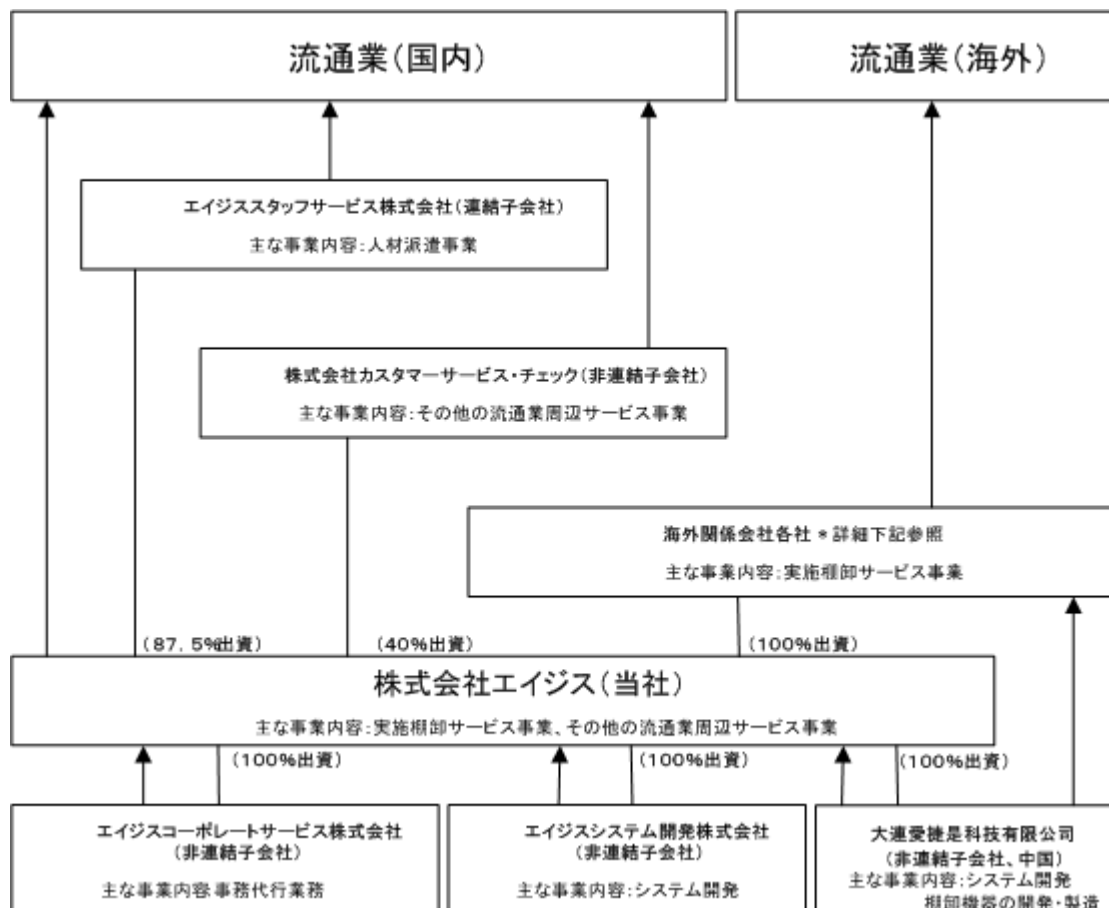 流通業(国内)
流通業(海外)
エイジススタッフサービス株式会社(連結子会社)
主な事業内容:人材派遣事業
株式会社カスタマーサービス・チェック(非連結子会社)
主な事業内容:その他の流通業周辺サービス事業
海外関係会社各社 *詳細下記参照
主な事業内容:実施棚卸サービス事業
(87.5%出資)
(40%出資)
(100%出資)
株式会社エイジス(当社)
主な事業内容:実施棚卸サービス事業、その他の流通業周辺サービス事業
(100%出資)
(100%出資)
(100%出資)
エイジスコーポレートサービス株式会社
(非連結子会社)
主な事業内容:事務代行業務
エイジスシステム開発株式会社
(非連結子会社)
主な事業内容:システム開発
大連愛捷是科技有限公司
(非連結子会社、中国)
主な事業内容:システム開発
棚卸機器の開発・製造